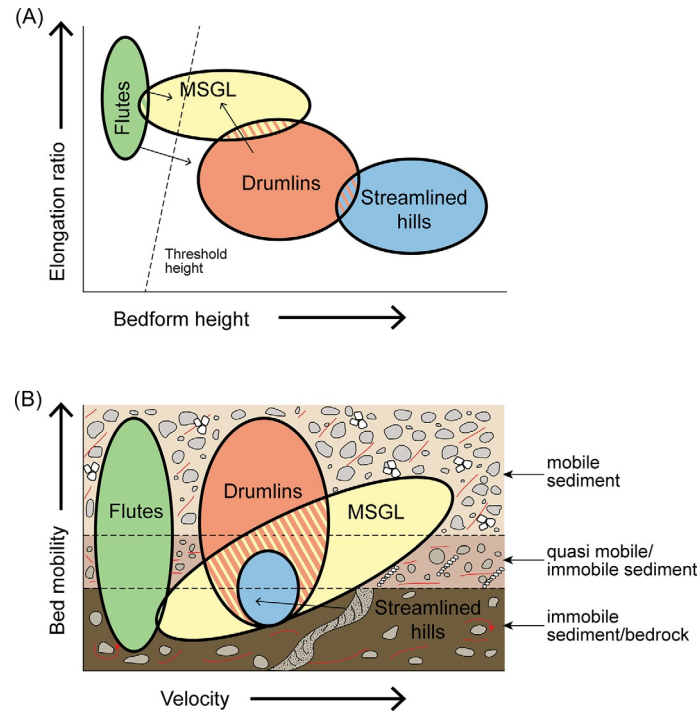 (A)
Elongation ratio
Flutes
MSGL
Drumlins
Streamlined
hills
Threshold
height
Bedform height
(B)
Bed mobility
Flutes
Drumlins
MSGL
Streamlined
hills
mobile
sediment
quasi mobile/
immobile sediment
immobile
sediment/bedrock
Velocity